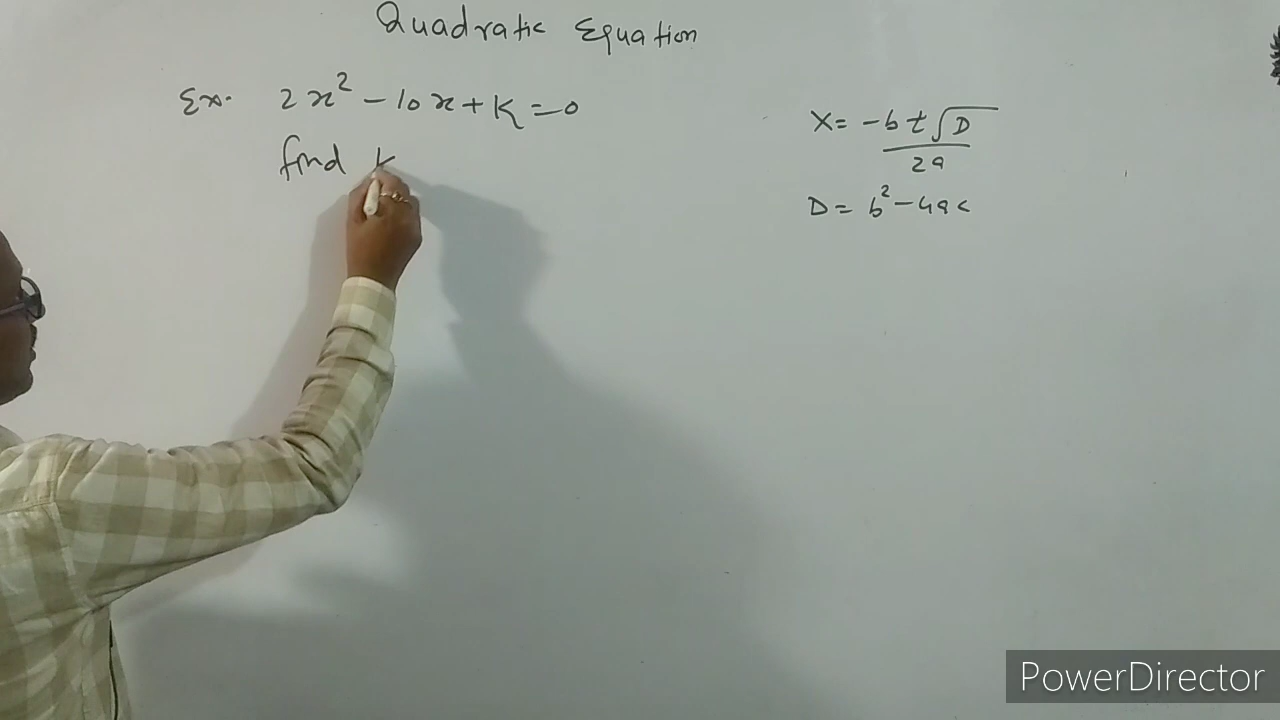 Quadratic Equation
Ex. 2x² - 10x + K = 0
find K
X = -b ± √D
2a
D = b² - 4ac
PowerDirector